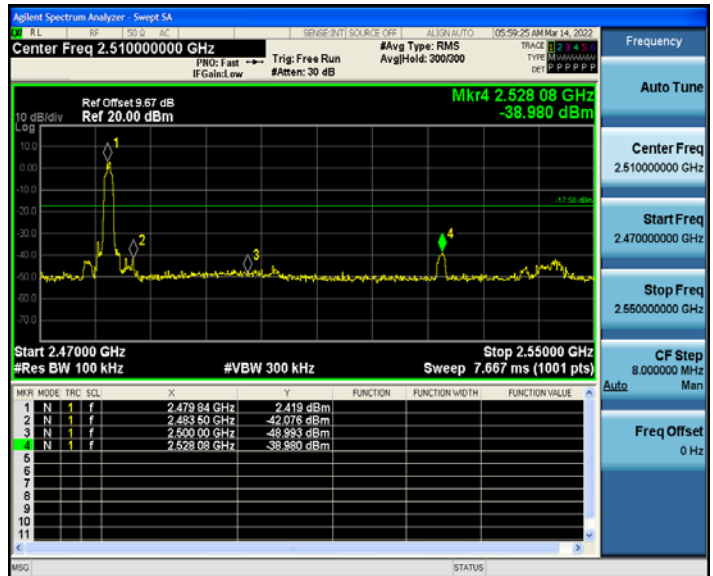 Agilent Spectrum Analyzer - Swept SA
RL RF 50 Ω AC SENSE:INT SOURCE OFF ALIGN AUTO 05:59:25 AM Mar 14, 2022
Center Freq 2.510000000 GHz
#Avg Type: RMS
TRACE 1 2 3 4 5 6
PNO: Fast Trig: Free Run Avg|Hold: 300/300
TYPE MWWWWW
IFGain:Low #Atten: 30 dB
DET P P P P P P
Frequency
Auto Tune
Center Freq
2.510000000 GHz
Start Freq
2.470000000 GHz
Stop Freq
2.550000000 GHz
CF Step
8.000000 MHz
Auto Man
Freq Offset
0 Hz
Mkr4 2.528 08 GHz
-38.980 dBm
Ref Offset 9.67 dB
10 dB/div Ref 20.00 dBm
Log
10.0
0.00
-10.0
-20.0
-30.0
-40.0
-50.0
-60.0
-70.0
1
2
3
4
-17.58 dBm
Start 2.47000 GHz Stop 2.55000 GHz
#Res BW 100 kHz #VBW 300 kHz Sweep 7.667 ms (1001 pts)
MKR MODE TRC SCL X Y FUNCTION FUNCTION WIDTH FUNCTION VALUE
1 N 1 f 2.479 84 GHz 2.419 dBm
2 N 1 f 2.483 50 GHz -42.076 dBm
3 N 1 f 2.500 00 GHz -48.993 dBm
4 N 1 f 2.528 08 GHz -38.980 dBm
5
6
7
8
9
10
11
MSG STATUS